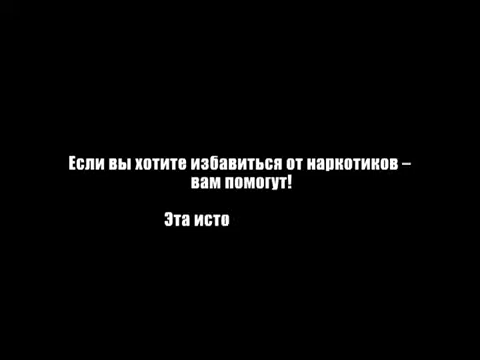 Если вы хотите избавиться от наркотиков –
вам помогут!
Эта исто